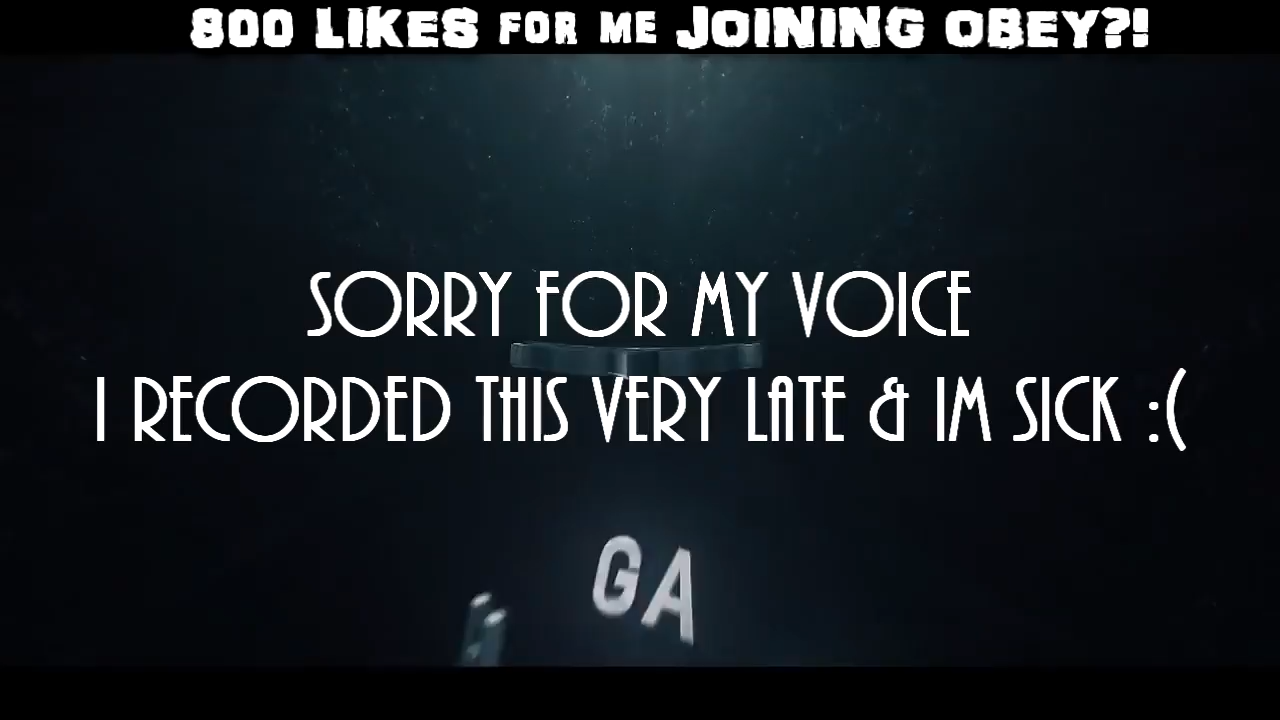 800 LIKES FOR ME JOINING OBEY?!
SORRY FOR MY VOICE
I RECORDED THIS VERY LATE & IM SICK :(
GA